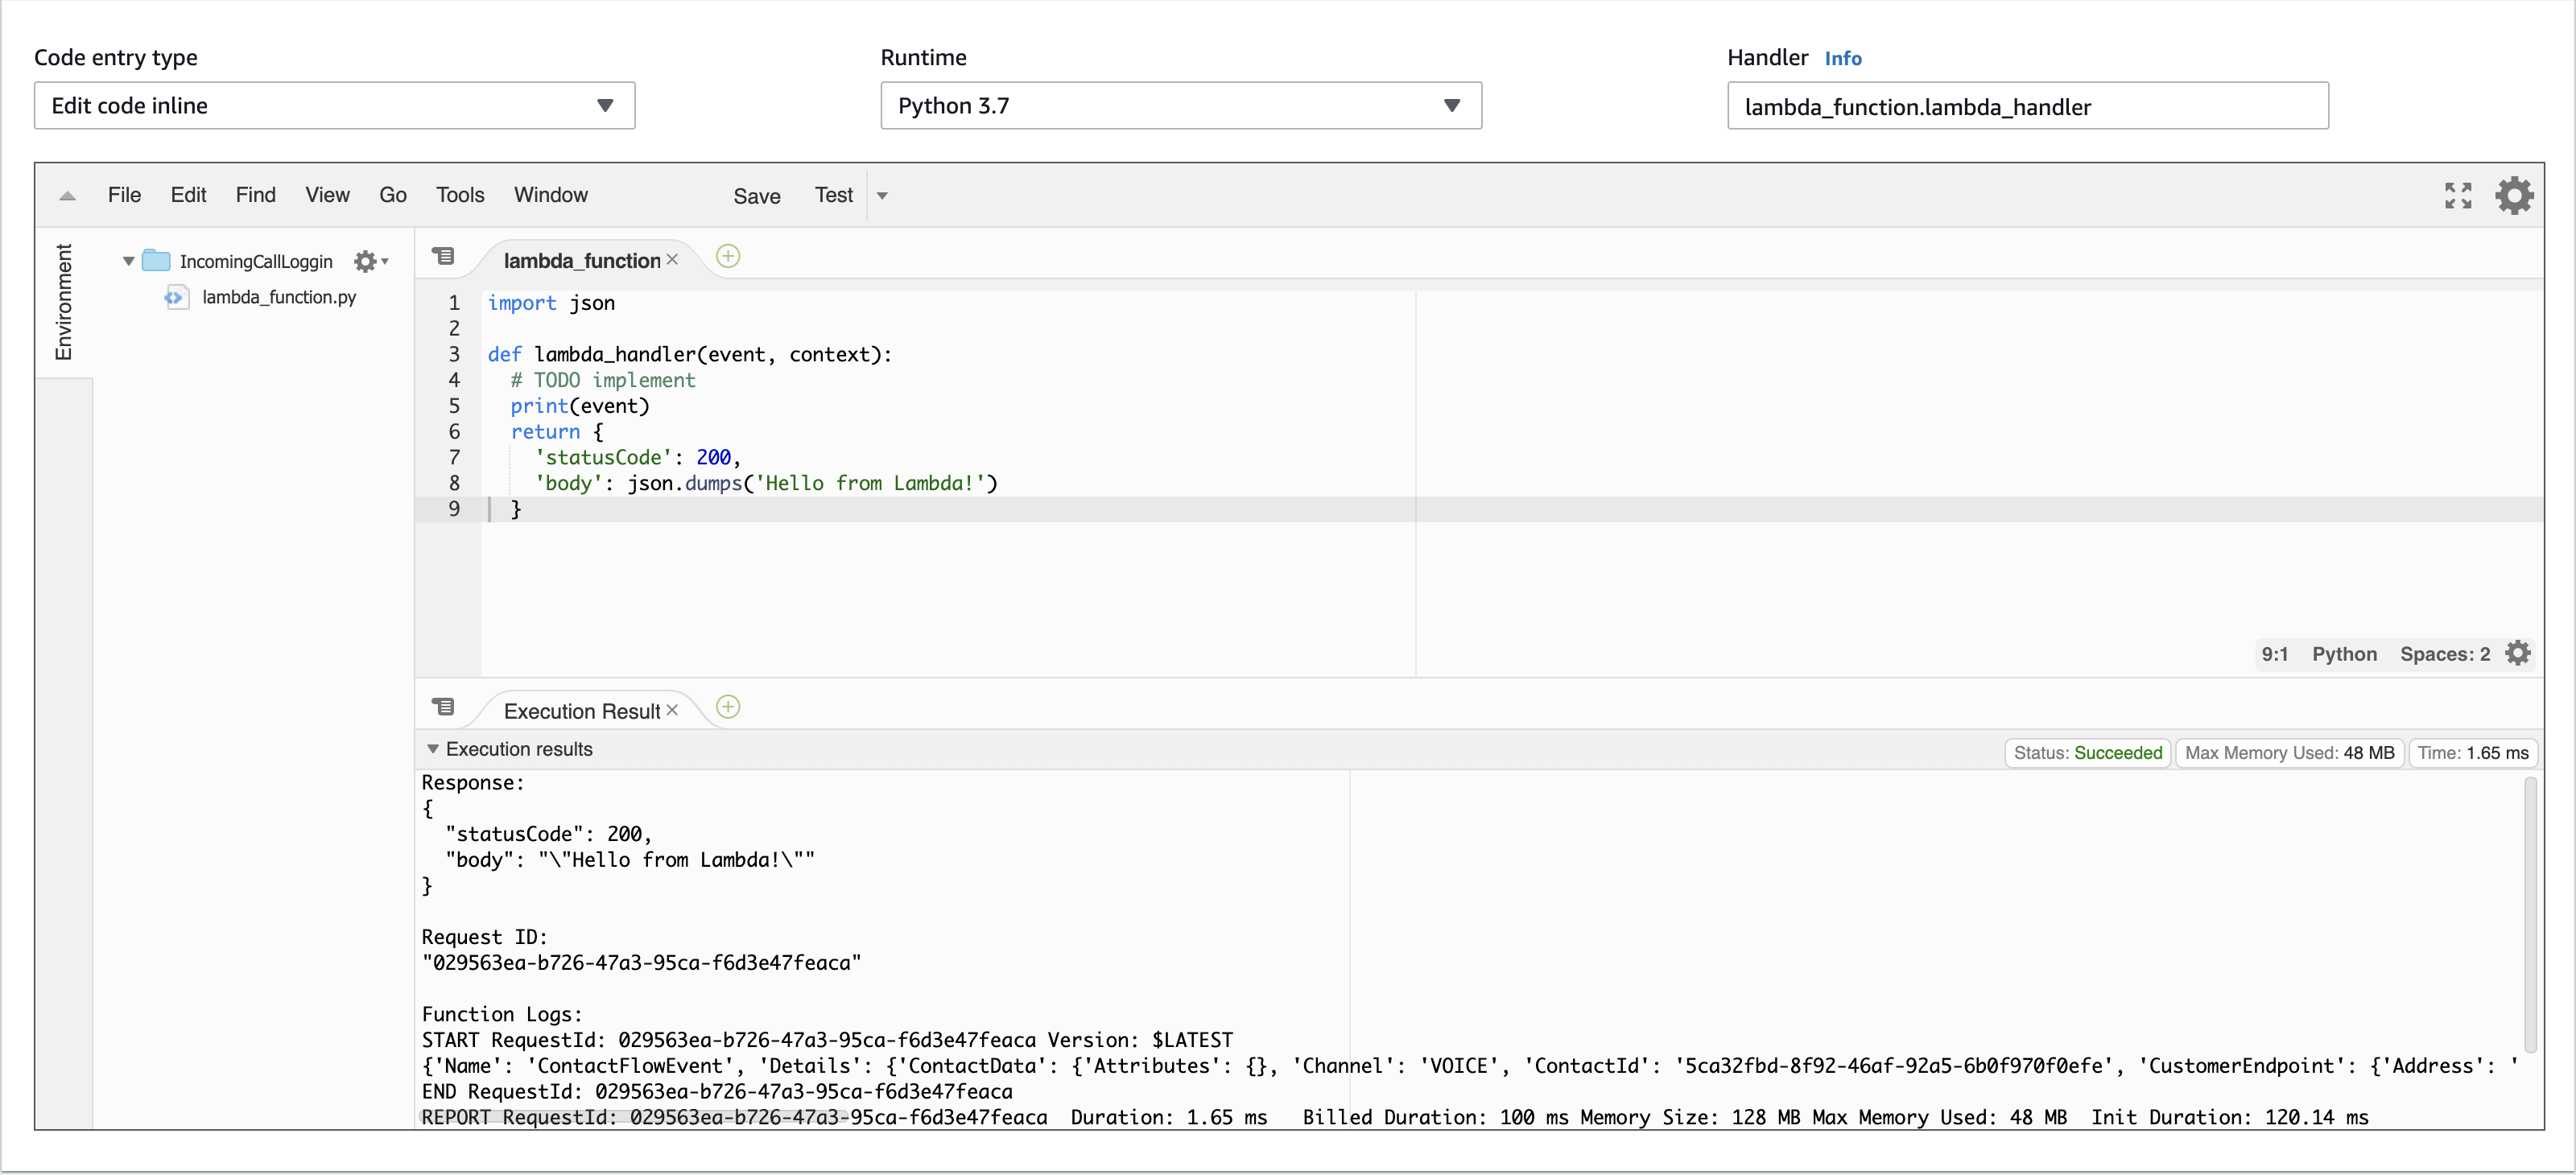 Code entry type Runtime Handler Info
Edit code inline Python 3.7 lambda_function.lambda_handler
File Edit Find View Go Tools Window Save Test
Environment
IncomingCallLoggin
lambda_function.py
lambda_function
1 import json
2
3 def lambda_handler(event, context):
4 # TODO implement
5 print(event)
6 return {
7 'statusCode': 200,
8 'body': json.dumps('Hello from Lambda!')
9 }
9:1 Python Spaces: 2
Execution Result
Execution results Status: Succeeded Max Memory Used: 48 MB Time: 1.65 ms
Response:
{
"statusCode": 200,
"body": "\"Hello from Lambda!\""
}
Request ID:
"029563ea-b726-47a3-95ca-f6d3e47feaca"
Function Logs:
START RequestId: 029563ea-b726-47a3-95ca-f6d3e47feaca Version: $LATEST
{'Name': 'ContactFlowEvent', 'Details': {'ContactData': {'Attributes': {}, 'Channel': 'VOICE', 'ContactId': '5ca32fbd-8f92-46af-92a5-6b0f970f0efe', 'CustomerEndpoint': {'Address': '
END RequestId: 029563ea-b726-47a3-95ca-f6d3e47feaca
REPORT RequestId: 029563ea-b726-47a3-95ca-f6d3e47feaca Duration: 1.65 ms Billed Duration: 100 ms Memory Size: 128 MB Max Memory Used: 48 MB Init Duration: 120.14 ms